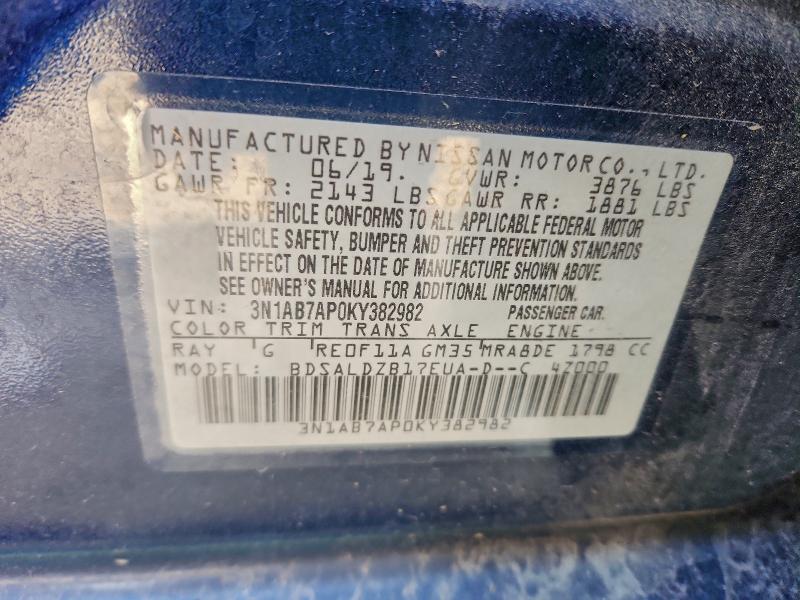 MANUFACTURED BY NISSAN MOTOR CO., LTD.
DATE: 06/19. GVWR: 3876 LBS
GAWR FR: 2143 LBS GAWR RR: 1881 LBS
THIS VEHICLE CONFORMS TO ALL APPLICABLE FEDERAL MOTOR
VEHICLE SAFETY, BUMPER AND THEFT PREVENTION STANDARDS
IN EFFECT ON THE DATE OF MANUFACTURE SHOWN ABOVE.
SEE OWNER'S MANUAL FOR ADDITIONAL INFORMATION.
VIN: 3N1AB7AP0KY382982 PASSENGER CAR.
COLOR TRIM TRANS AXLE ENGINE
RAY G RE0F11A GM35 MRA8DE 1798 CC
MODEL: BDSALDZB17EUA-D--C 4Z000
3N1AB7AP0KY382982